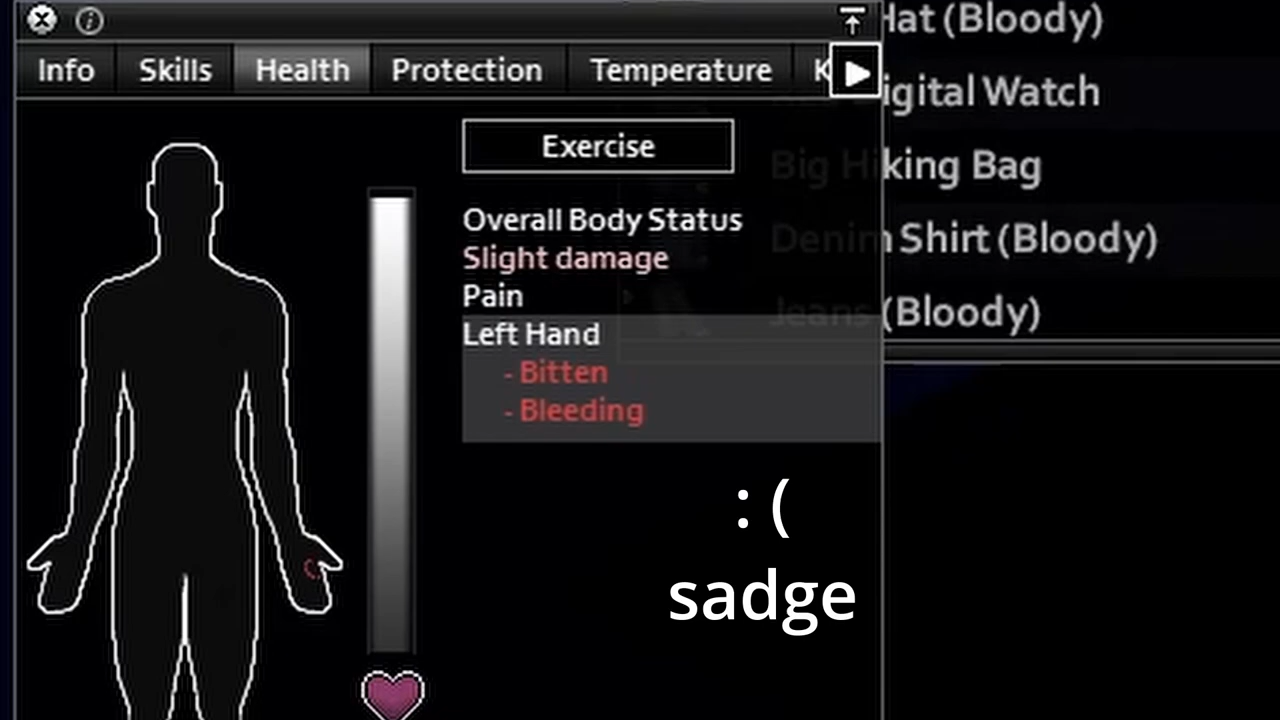 Info Skills Health Protection Temperature K
Exercise
Overall Body Status
Slight damage
Pain
Left Hand
- Bitten
- Bleeding
: (
sadge
Hat (Bloody)
Digital Watch
Big Hiking Bag
Denim Shirt (Bloody)
Jeans (Bloody)